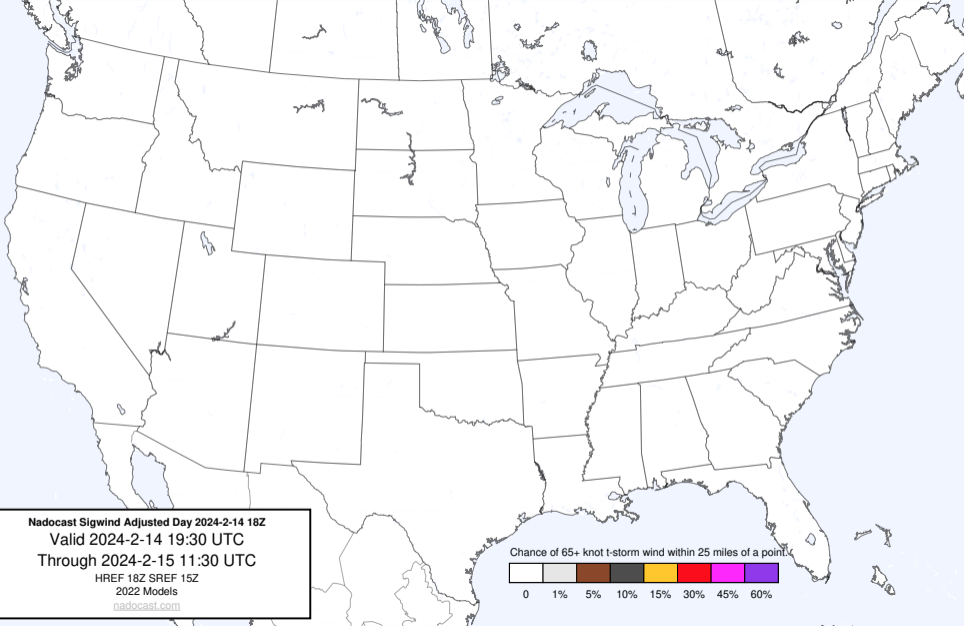 Nadocast Sigwind Adjusted Day 2024-2-14 18Z
Valid 2024-2-14 19:30 UTC
Through 2024-2-15 11:30 UTC
HREF 18Z SREF 15Z
2022 Models
nadocast.com
Chance of 65+ knot t-storm wind within 25 miles of a point.
0 1% 5% 10% 15% 30% 45% 60%